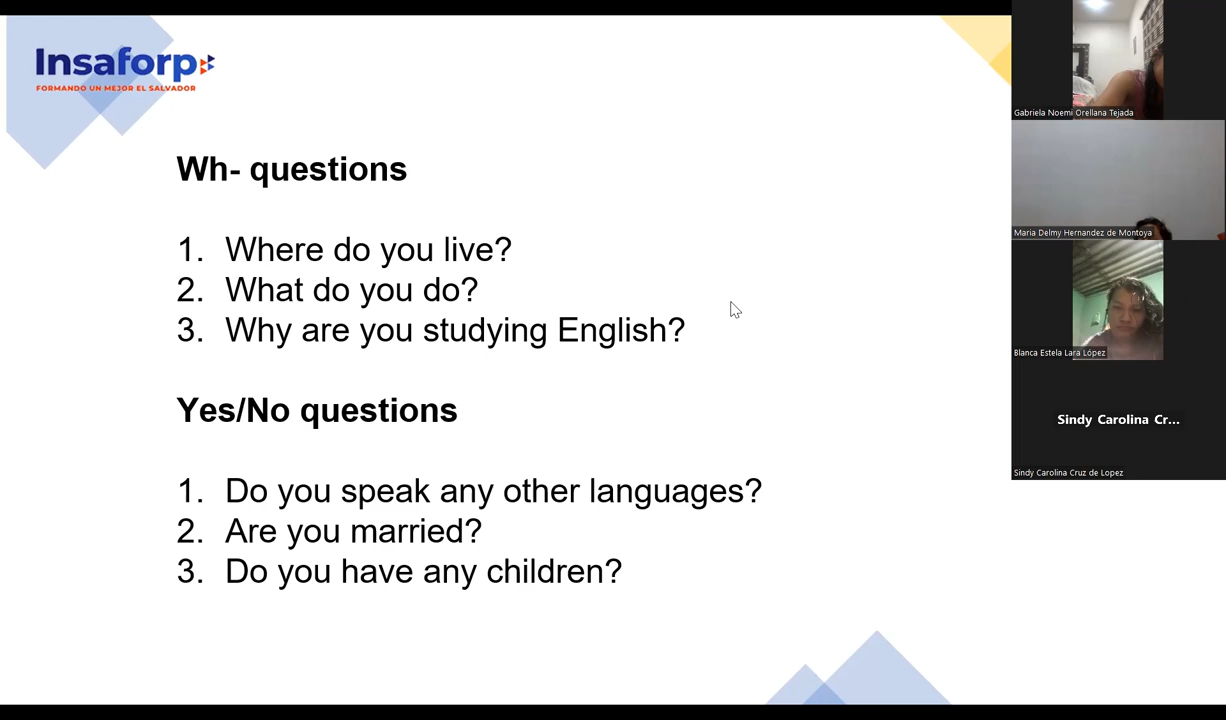 Insaforp
FORMANDO UN MEJOR EL SALVADOR
Wh- questions
1. Where do you live?
2. What do you do?
3. Why are you studying English?
Yes/No questions
1. Do you speak any other languages?
2. Are you married?
3. Do you have any children?
Gabriela Noemi Orellana Tejada
Maria Delmy Hernandez de Montoya
Blanca Estela Lara López
Sindy Carolina Cr...
Sindy Carolina Cruz de Lopez